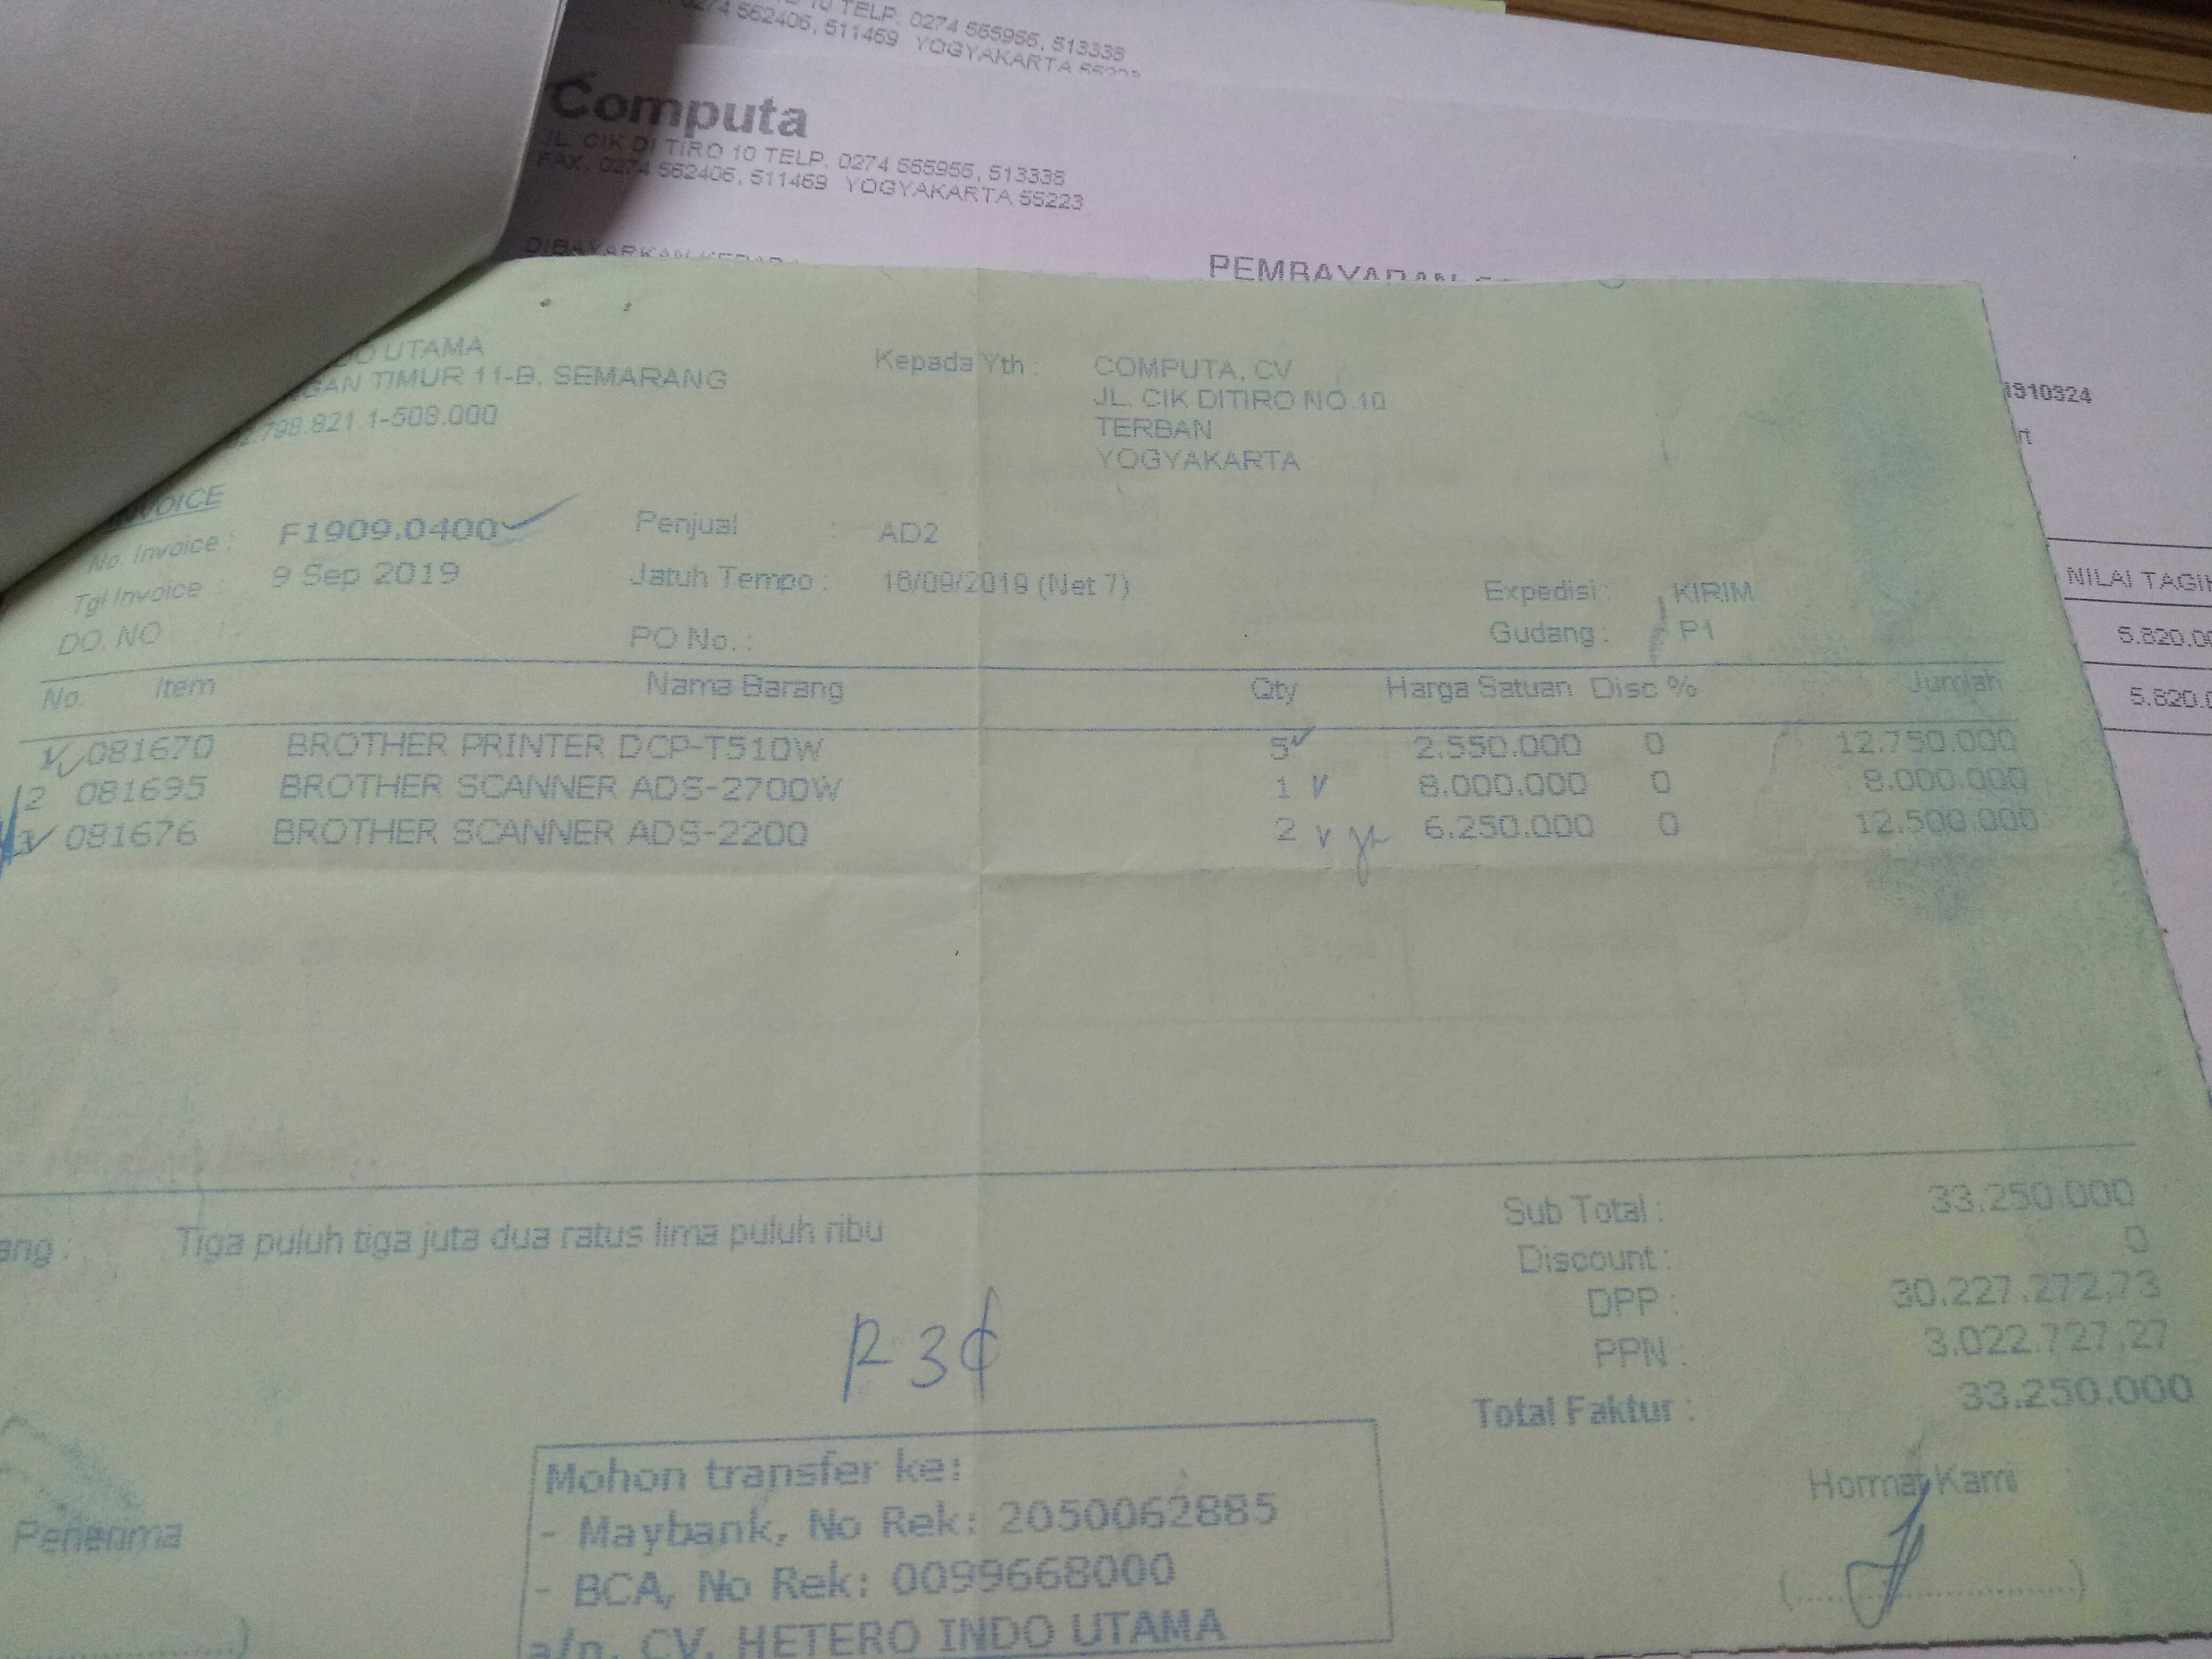 10 TELP. 0274 555955, 513338
0274 562406, 511469 YOGYAKARTA
Computa
JL. CIK DI TIRO 10 TELP. 0274 555955, 513338
FAX. 0274 562406, 511469 YOGYAKARTA 55223
PEMBAYARAN
1910324
UTAMA
TIMUR 11-B. SEMARANG
.798.821.1-508.000
Kepada Yth : COMPUTA, CV
JL. CIK DITIRO NO.10
TERBAN
YOGYAKARTA
INVOICE
No. Invoice : F1909.0400 Penjual : AD2
Tgl Invoice : 9 Sep 2019 Jatuh Tempo : 16/09/2019 (Net 7) Expedisi : KIRIM
DO. NO : PO No. : Gudang : P1
NILAI
No. Item Nama Barang Qty Harga Satuan Disc % Jumlah
1 081670 BROTHER PRINTER DCP-T510W 5 2.550.000 0 12.750.000
2 081695 BROTHER SCANNER ADS-2700W 1 8.000.000 0 8.000.000
3 081676 BROTHER SCANNER ADS-2200 2 6.250.000 0 12.500.000
Tiga puluh tiga juta dua ratus lima puluh ribu
Sub Total : 33.250.000
Discount : 0
DPP : 30.227.272,73
PPN : 3.022.727,27
Total Faktur : 33.250.000
Penerima
Mohon transfer ke:
- Maybank, No Rek: 2050062885
- BCA, No Rek: 0099668000
a/n. CV. HETERO INDO UTAMA
Hormat Kami